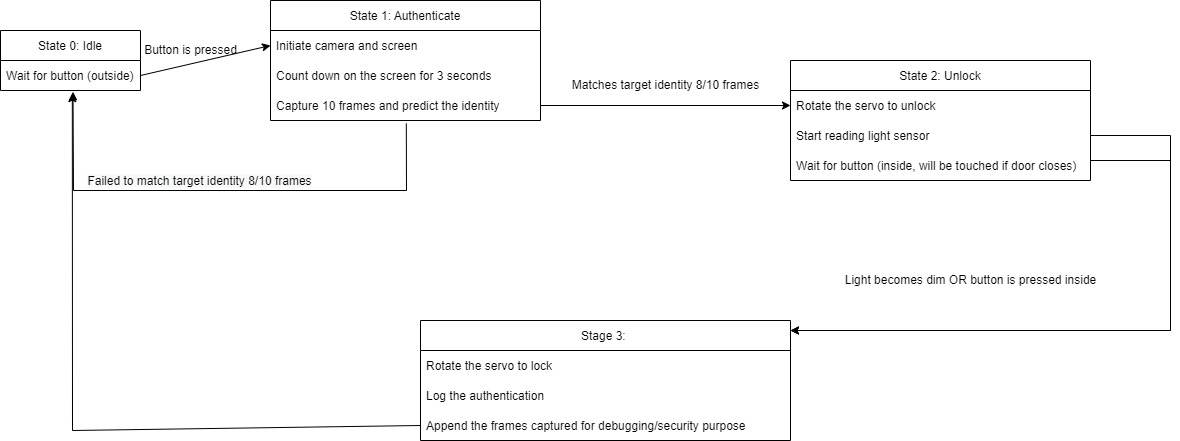 State 0: Idle
Wait for button (outside)
Button is pressed
State 1: Authenticate
Initiate camera and screen
Count down on the screen for 3 seconds
Capture 10 frames and predict the identity
Matches target identity 8/10 frames
State 2: Unlock
Rotate the servo to unlock
Start reading light sensor
Wait for button (inside, will be touched if door closes)
Failed to match target identity 8/10 frames
Light becomes dim OR button is pressed inside
Stage 3:
Rotate the servo to lock
Log the authentication
Append the frames captured for debugging/security purpose